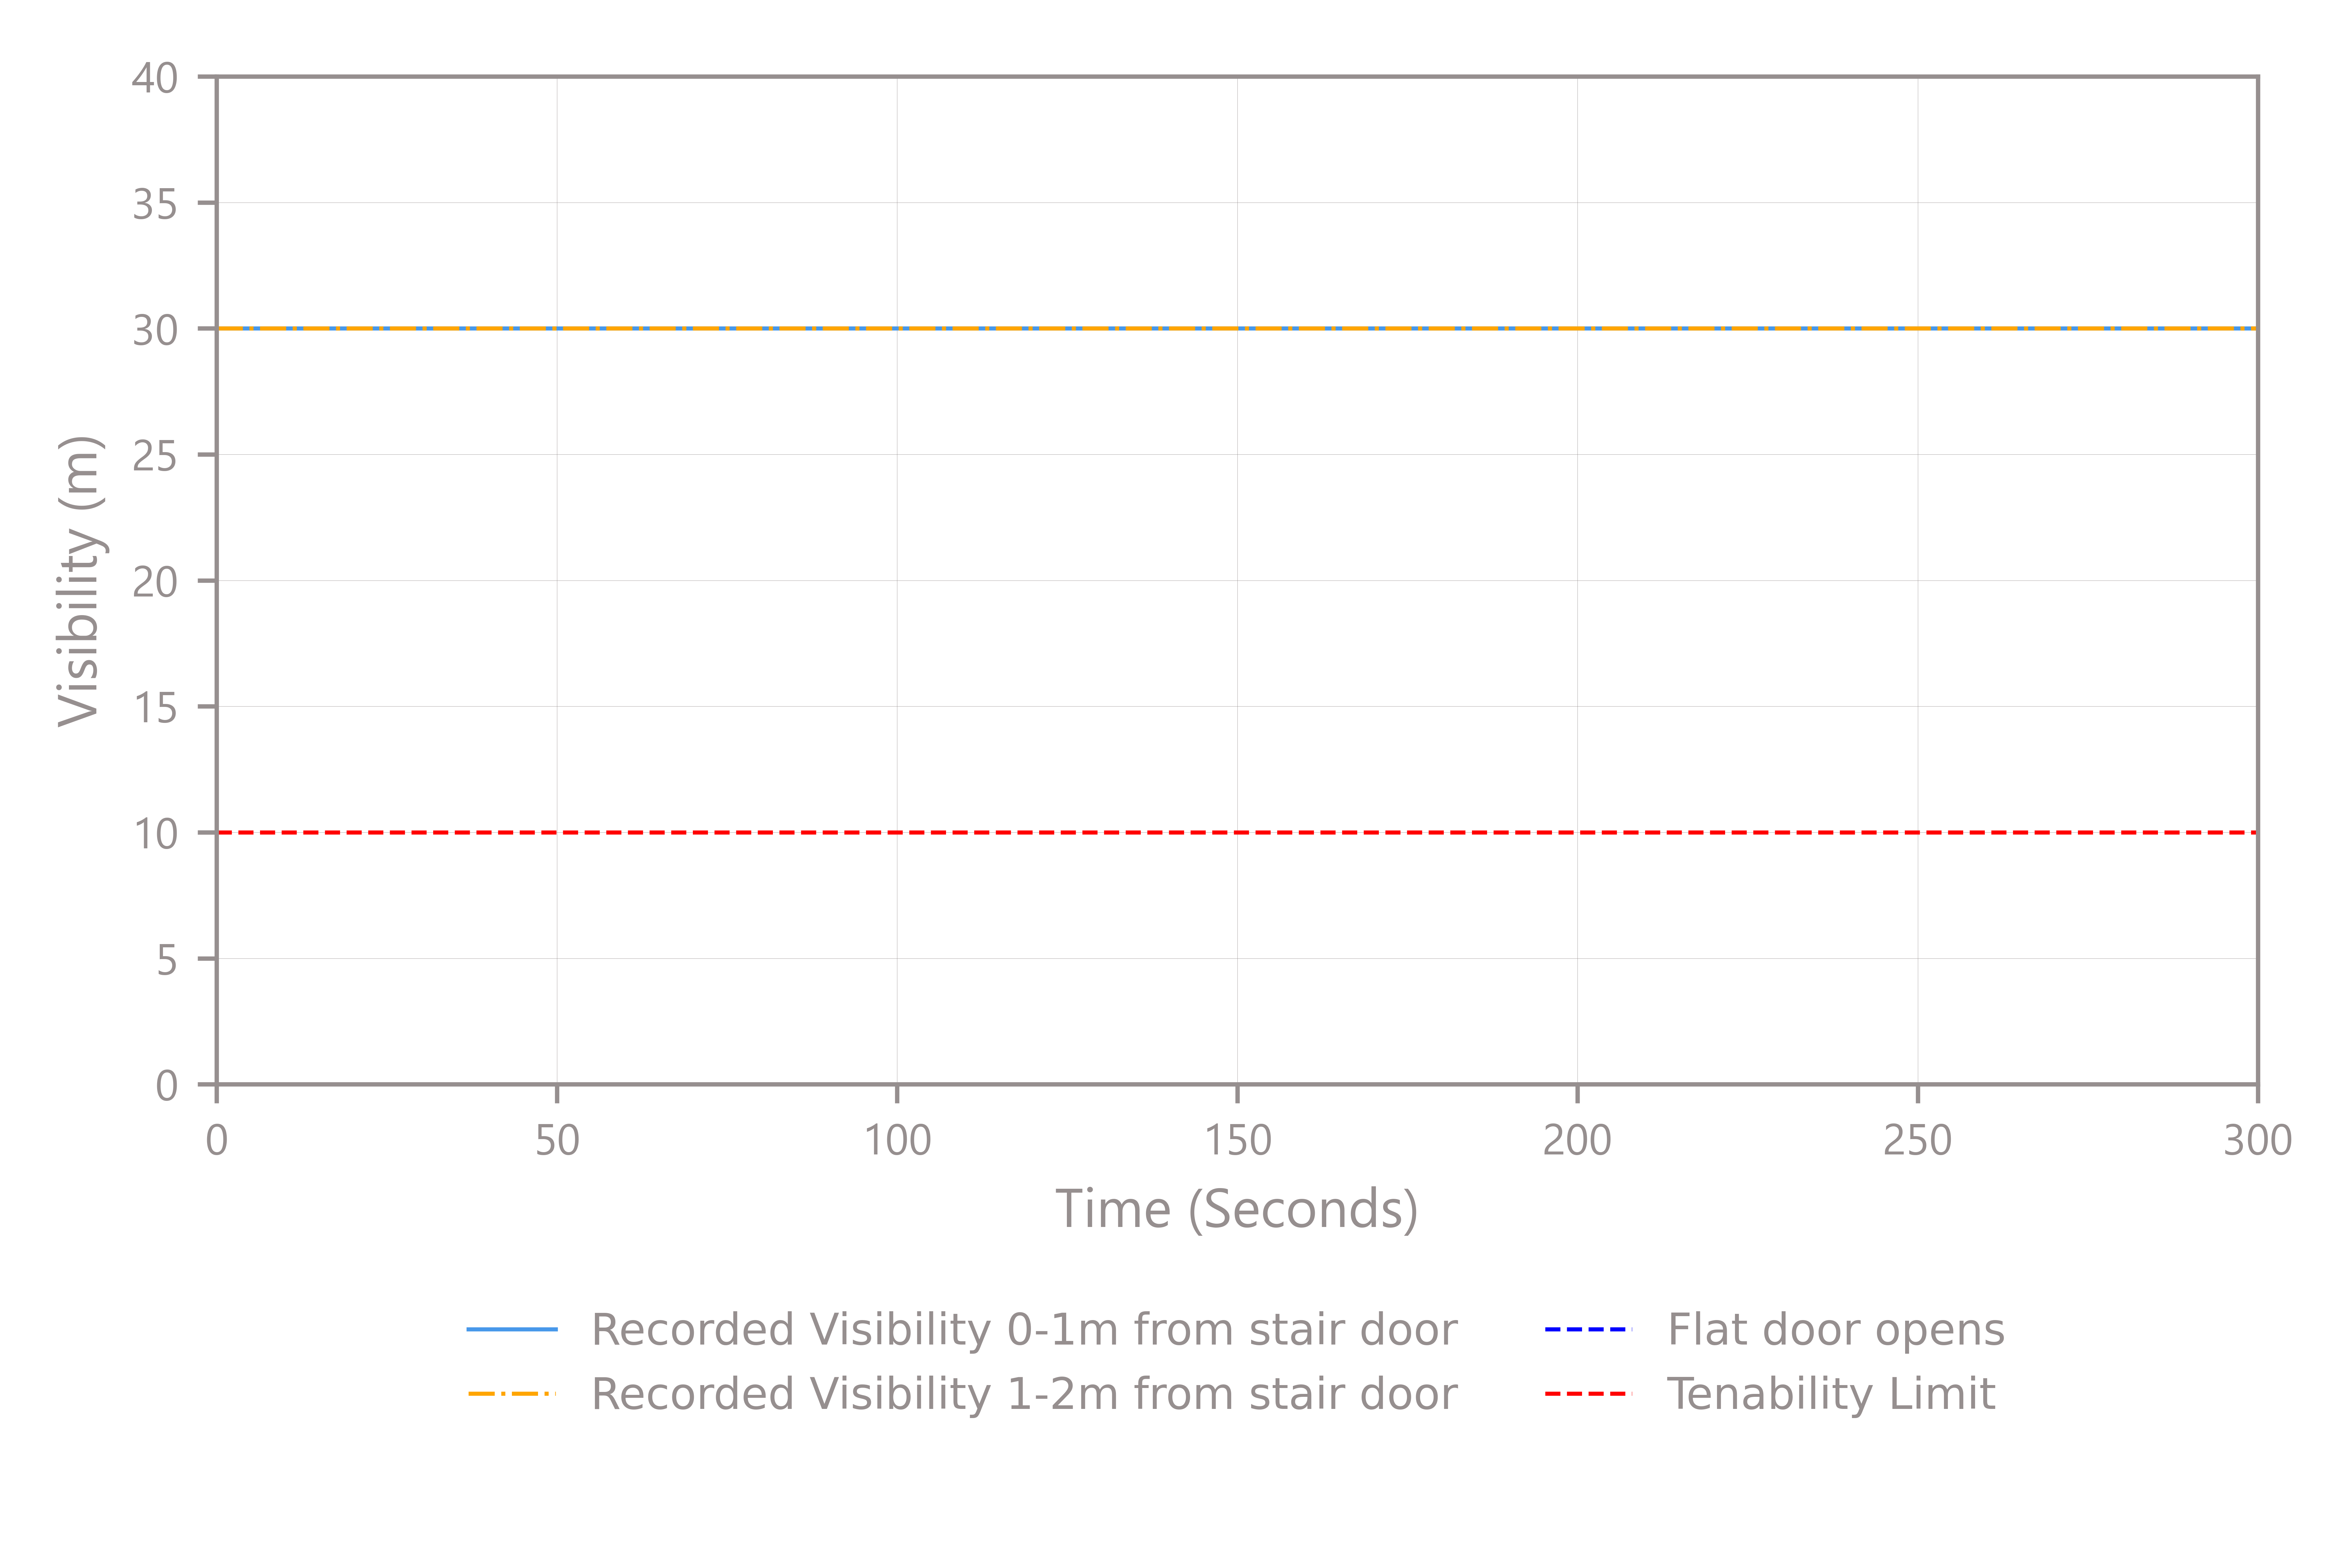 40
35
30
25
20
15
10
5
0
Visibility (m)
0 50 100 150 200 250 300
Time (Seconds)
Recorded Visibility 0-1m from stair door
Recorded Visibility 1-2m from stair door
Flat door opens
Tenability Limit